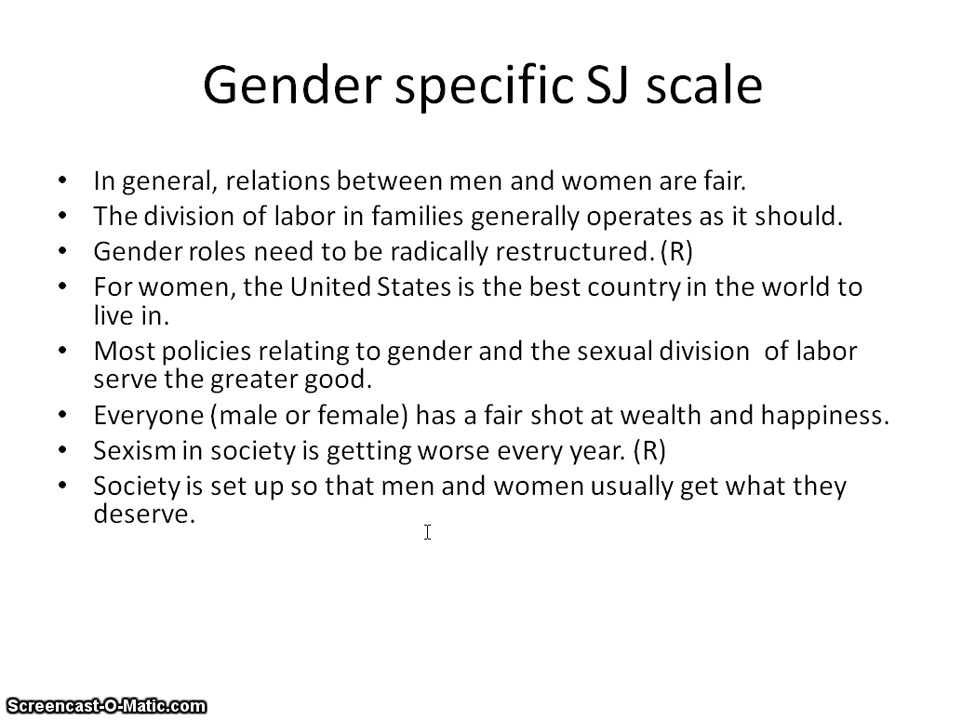 Gender specific SJ scale
• In general, relations between men and women are fair.
• The division of labor in families generally operates as it should.
• Gender roles need to be radically restructured. (R)
• For women, the United States is the best country in the world to
live in.
• Most policies relating to gender and the sexual division  of labor
serve the greater good.
• Everyone (male or female) has a fair shot at wealth and happiness.
• Sexism in society is getting worse every year. (R)
• Society is set up so that men and women usually get what they
deserve.
Screencast-O-Matic.com